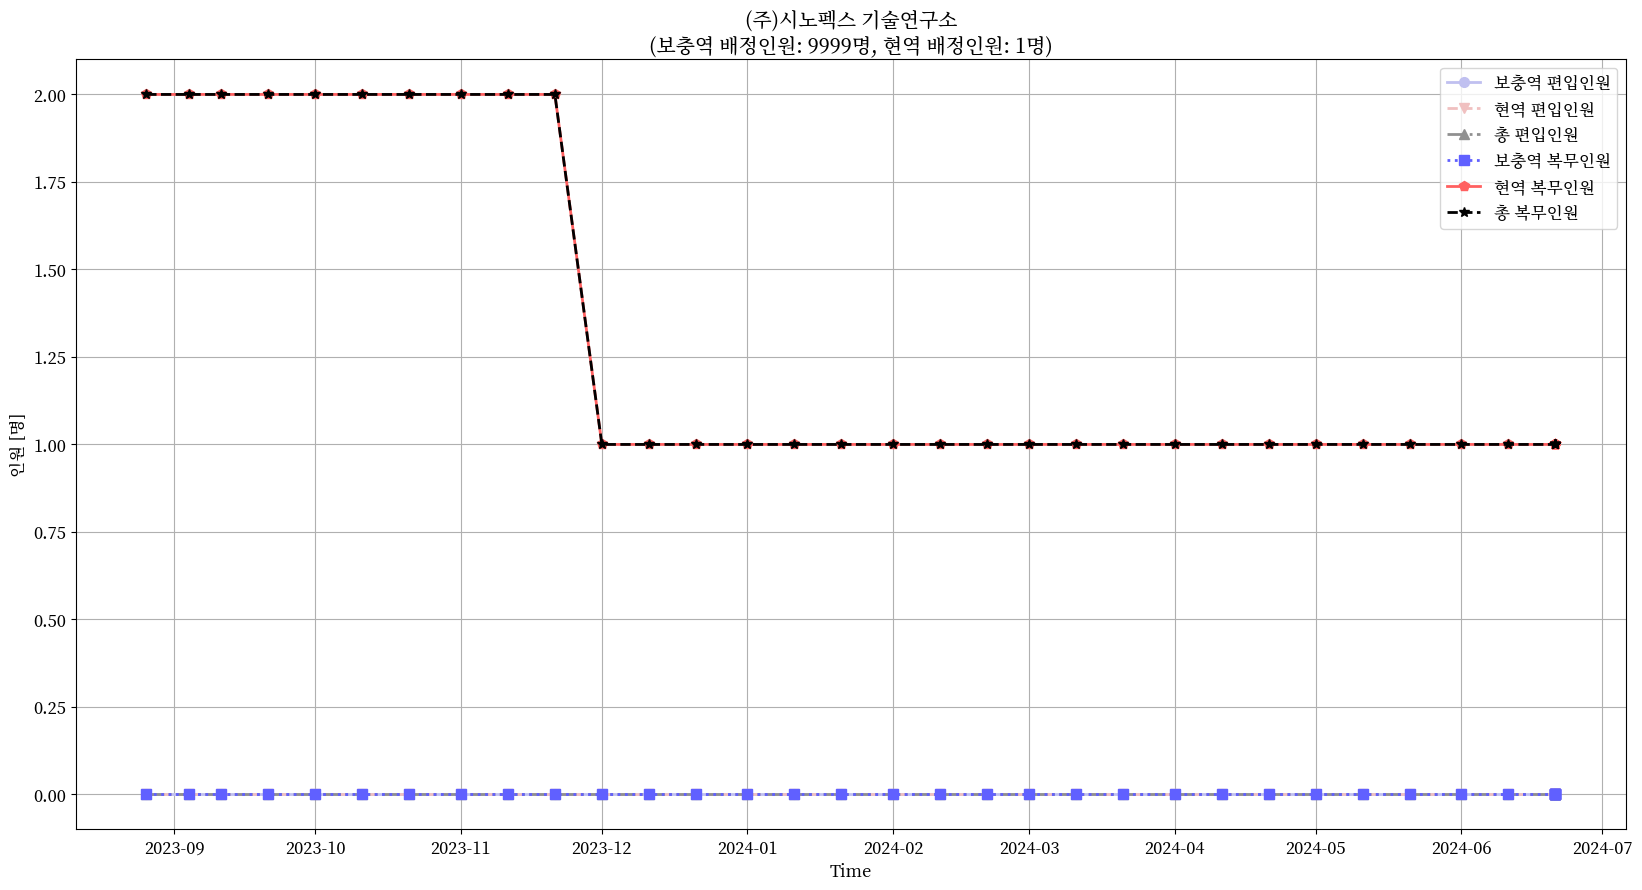 (주)시노펙스 기술연구소
(보충역 배정인원: 9999명, 현역 배정인원: 1명)
보충역 편입인원
현역 편입인원
총 편입인원
보충역 복무인원
현역 복무인원
총 복무인원
인원 [명]
2.00
1.75
1.50
1.25
1.00
0.75
0.50
0.25
0.00
2023-09 2023-10 2023-11 2023-12 2024-01 2024-02 2024-03 2024-04 2024-05 2024-06 2024-07
Time